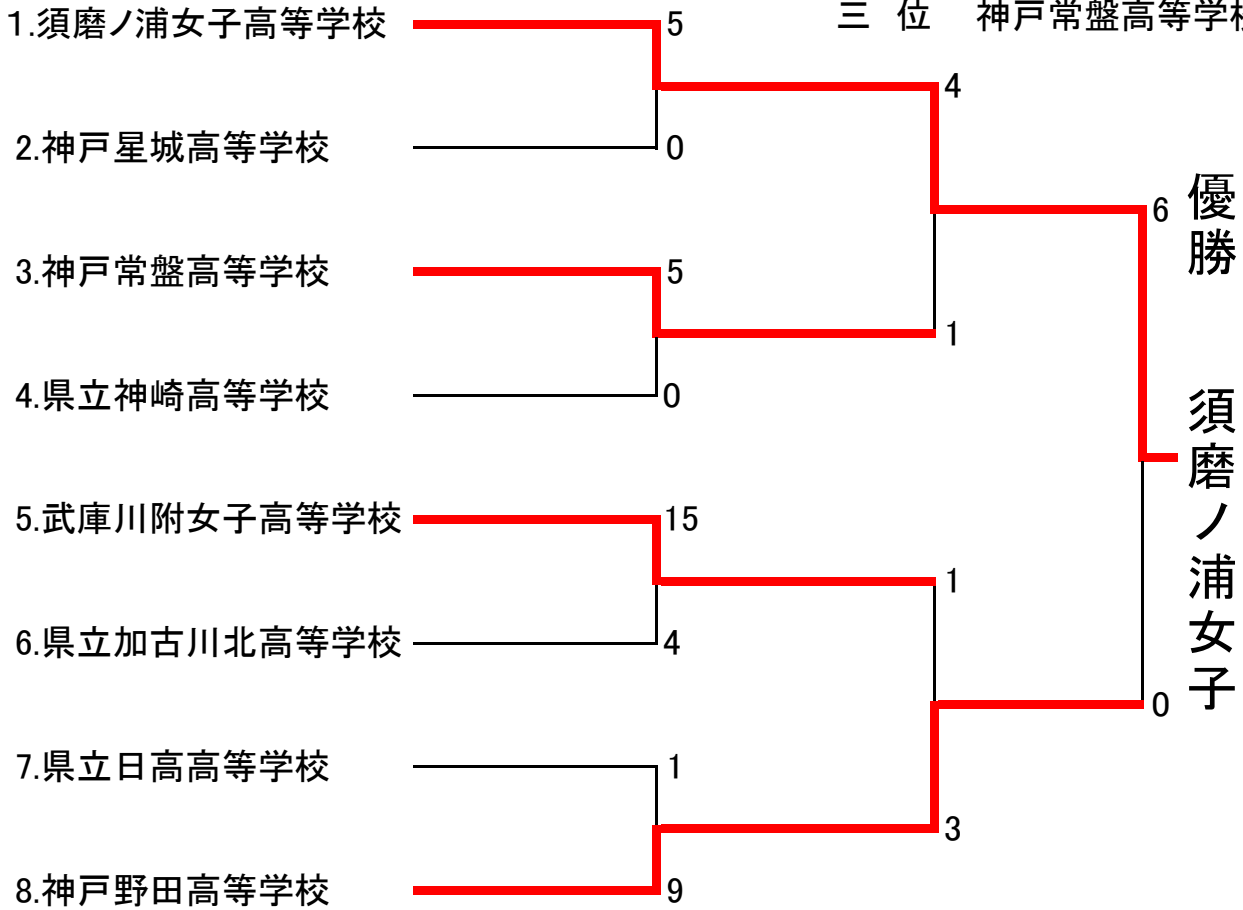 三 位 神戸常盤高等学校
1.須磨ノ浦女子高等学校 5
4
2.神戸星城高等学校 0
6
優勝
3.神戸常盤高等学校 5
1
4.県立神崎高等学校 0
須磨ノ浦女子
5.武庫川附女子高等学校 15
1
6.県立加古川北高等学校 4
0
7.県立日高高等学校 1
3
8.神戸野田高等学校 9